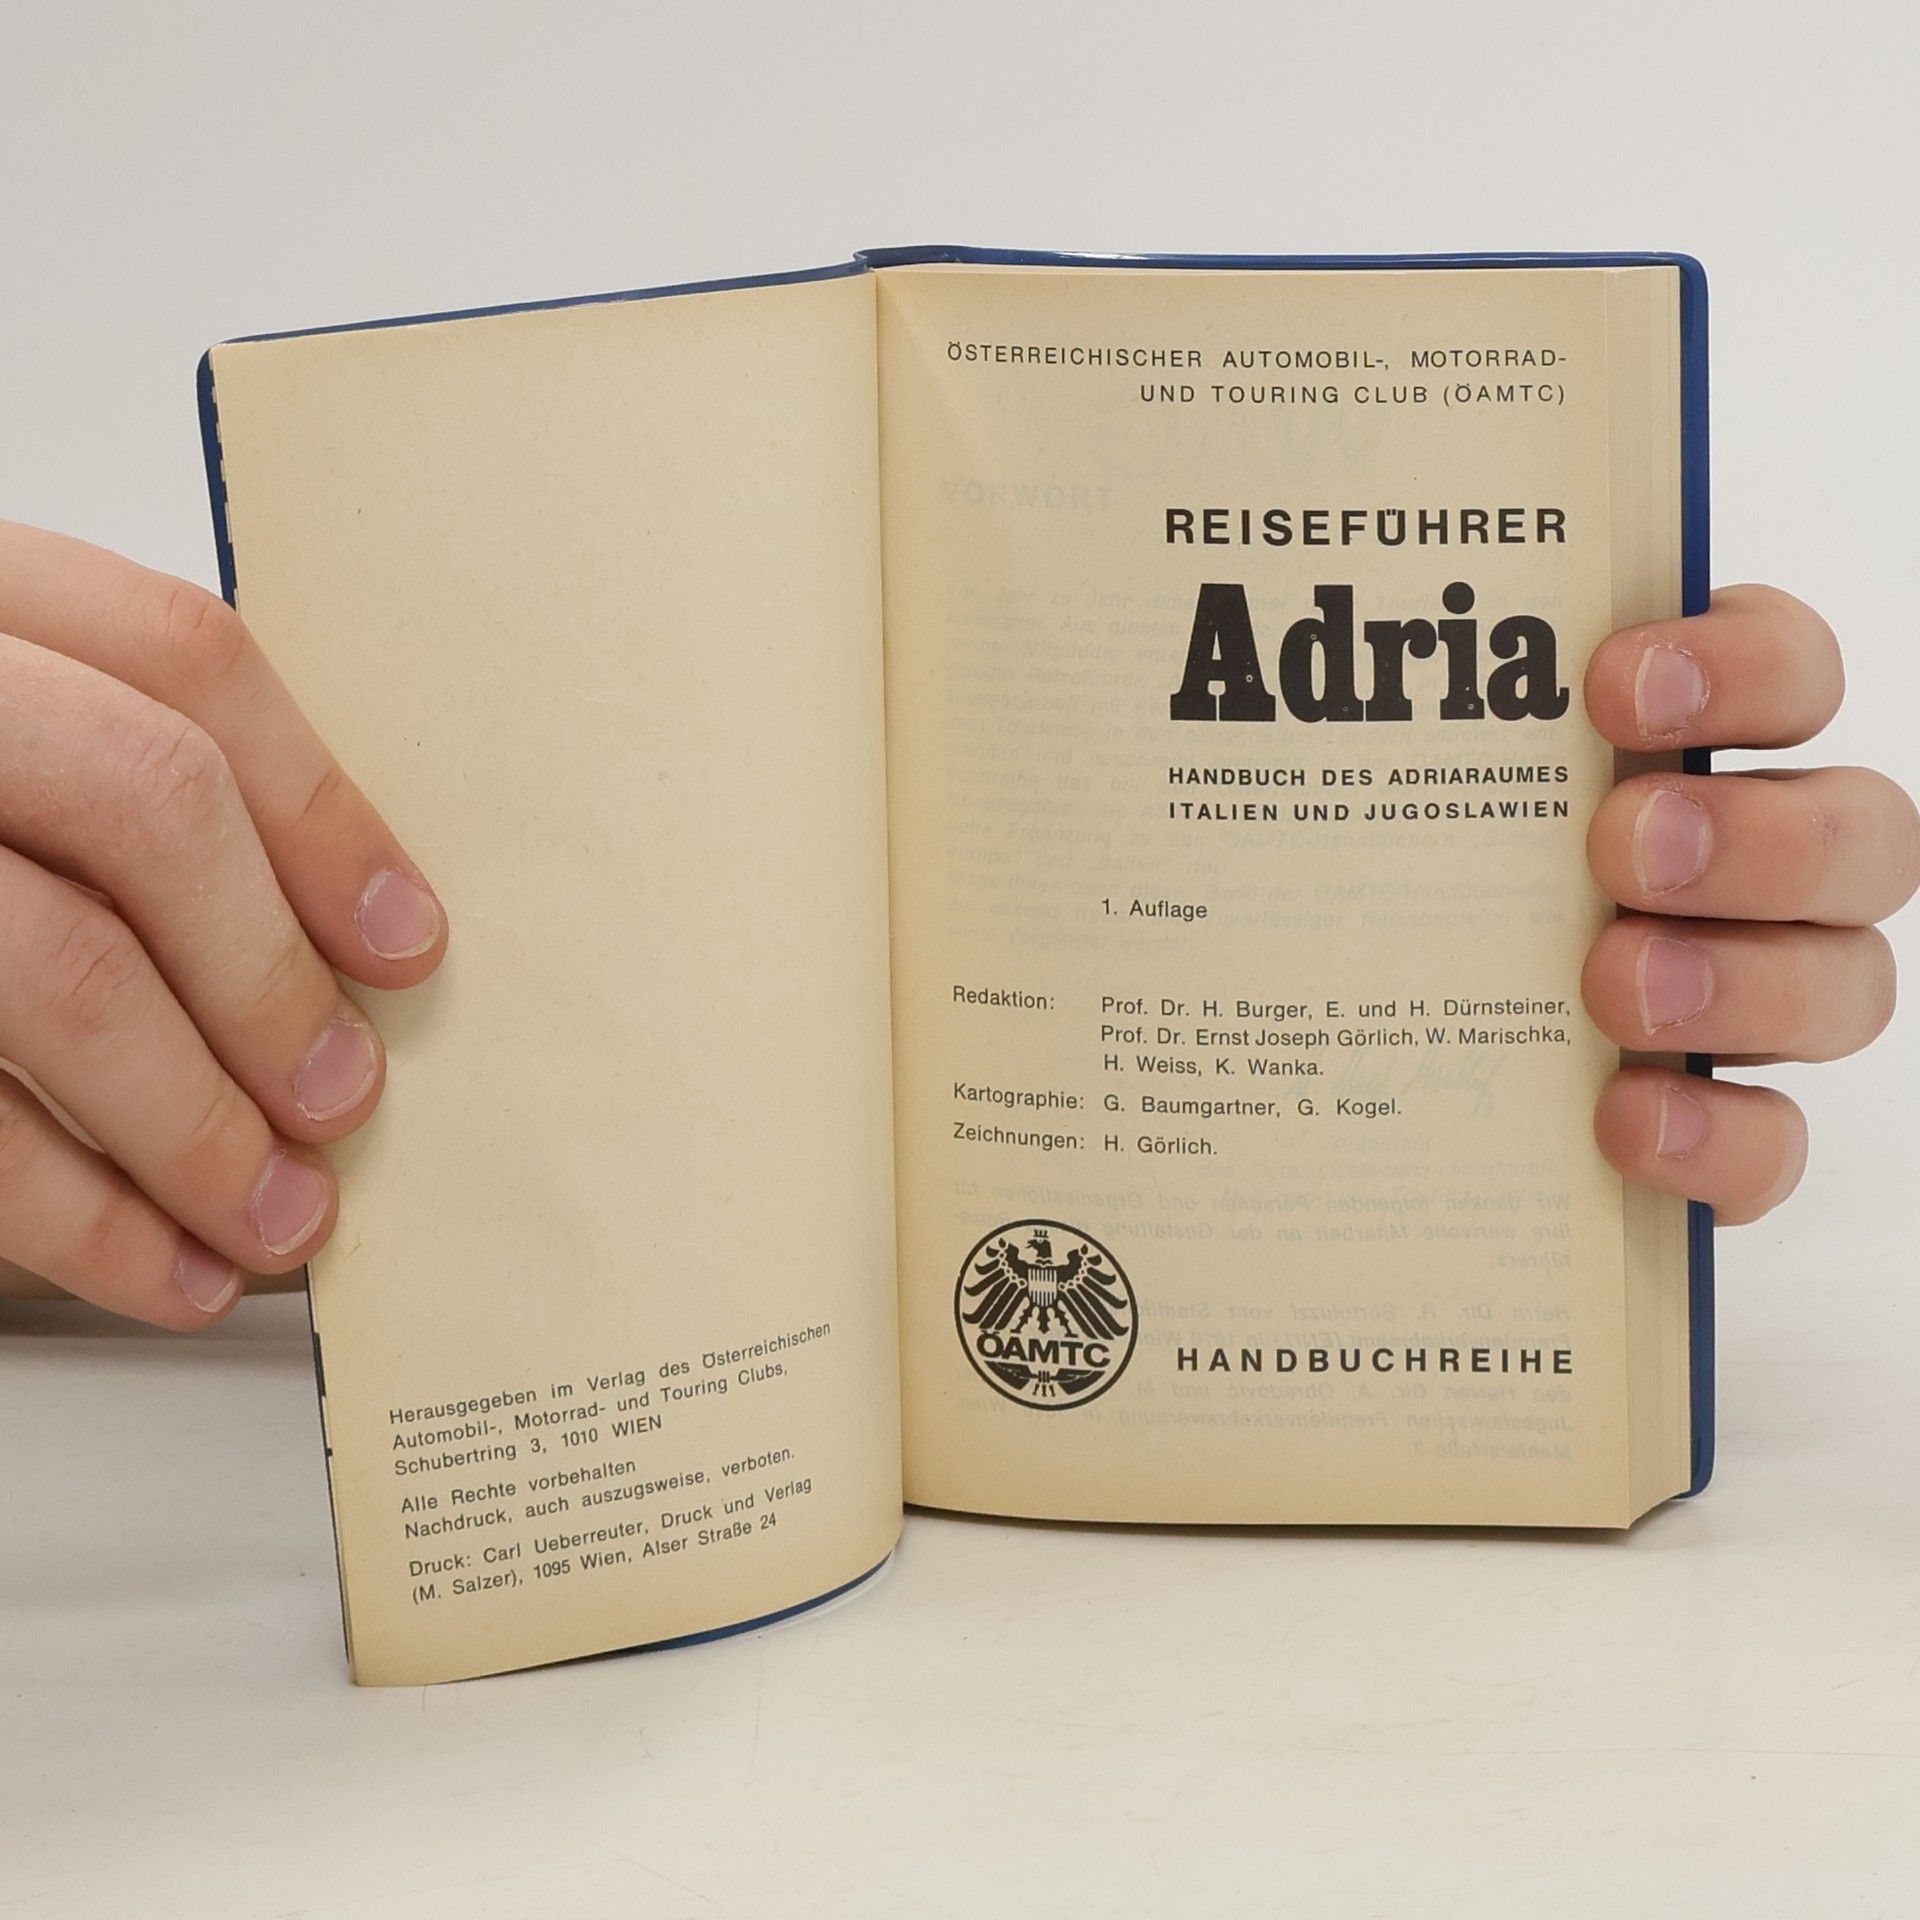 Herausgegeben im Verlag des Österreichischen
Automobil-, Motorrad- und Touring Clubs,
Schubertring 3, 1010 WIEN
Alle Rechte vorbehalten
Nachdruck, auch auszugsweise, verboten.
Druck: Carl Ueberreuter, Druck und Verlag
(M. Salzer), 1095 Wien, Alser Straße 24
ÖSTERREICHISCHER AUTOMOBIL-, MOTORRAD-
UND TOURING CLUB (ÖAMTC)
REISEFÜHRER
Adria
HANDBUCH DES ADRIARAUMES
ITALIEN UND JUGOSLAWIEN
1. Auflage
Redaktion: Prof. Dr. H. Burger, E. und H. Dürnsteiner,
Prof. Dr. Ernst Joseph Görlich, W. Marischka,
H. Weiss, K. Wanka.
Kartographie: G. Baumgartner, G. Kogel.
Zeichnungen: H. Görlich.
ÖAMTC
HANDBUCHREIHE